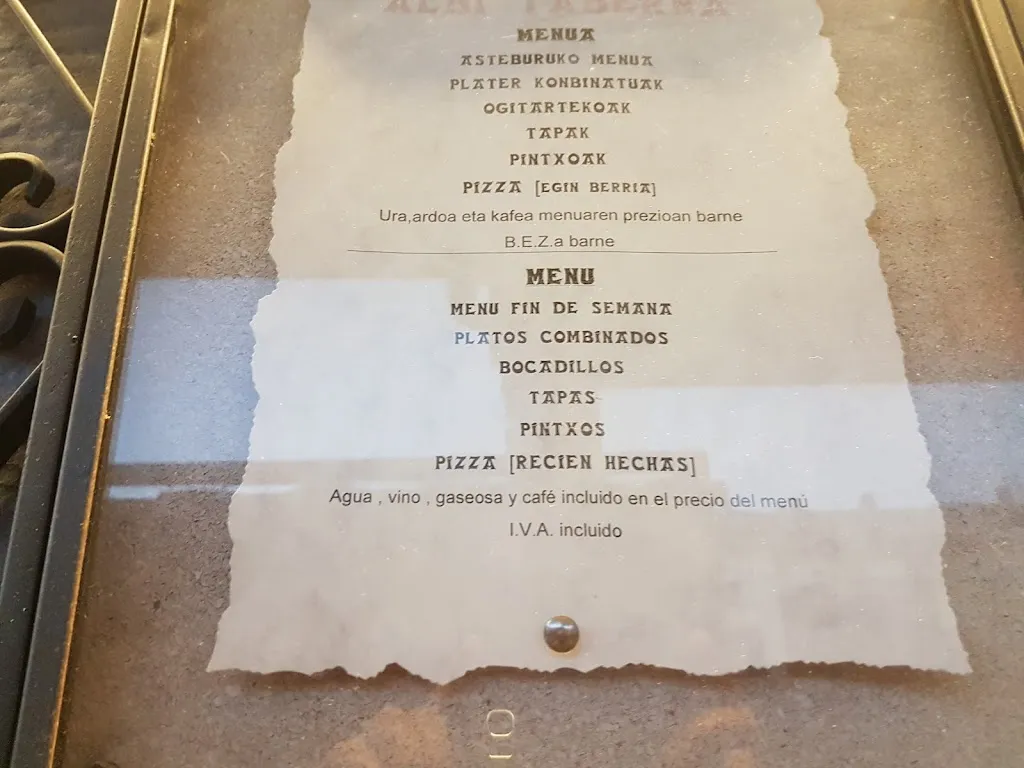 TABERNA
MENUA
ASTEBURUKO MENUA
PLATER KONBINATUAK
OGITARTEKOAK
TAPAK
PINTXOAK
PIZZA [EGIN BERRIA]
Ura,ardoa eta kafea menuaren prezioan barne
B.E.Z.a barne
MENU
MENU FIN DE SEMANA
PLATOS COMBINADOS
BOCADILLOS
TAPAS
PINTXOS
PIZZA [RECIEN HECHAS]
Agua , vino , gaseosa y café incluido en el precio del menú
I.V.A. incluido